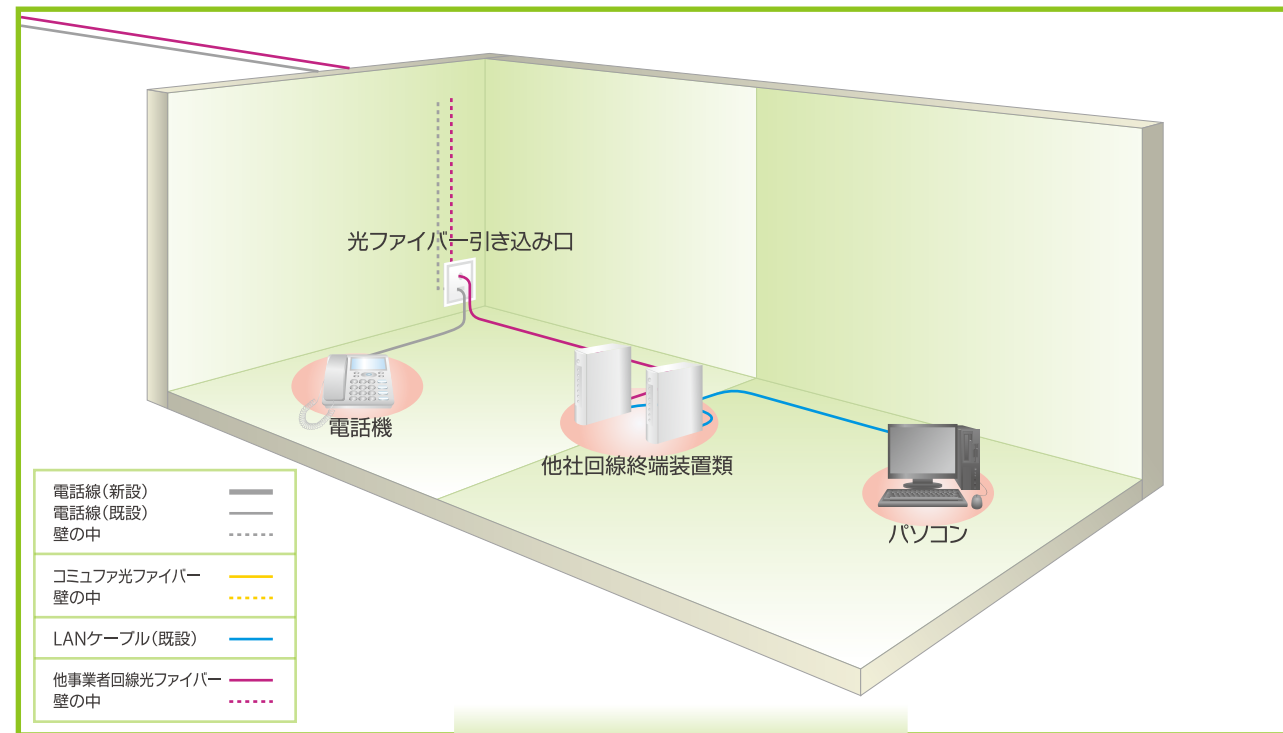 光ファイバー引き込み口
電話機
他社回線終端装置類
パソコン
電話線(新設)
電話線(既設)
壁の中
コミュファ光ファイバー
壁の中
LANケーブル(既設)
他事業者回線光ファイバー
壁の中